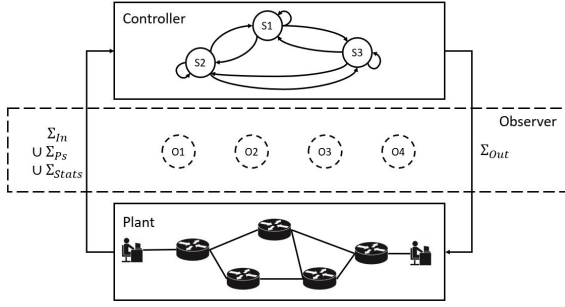 Controller
S1
S2
S3
Observer
Σ_In
∪ Σ_Ps
∪ Σ_Stats
O1
O2
O3
O4
Σ_Out
Plant